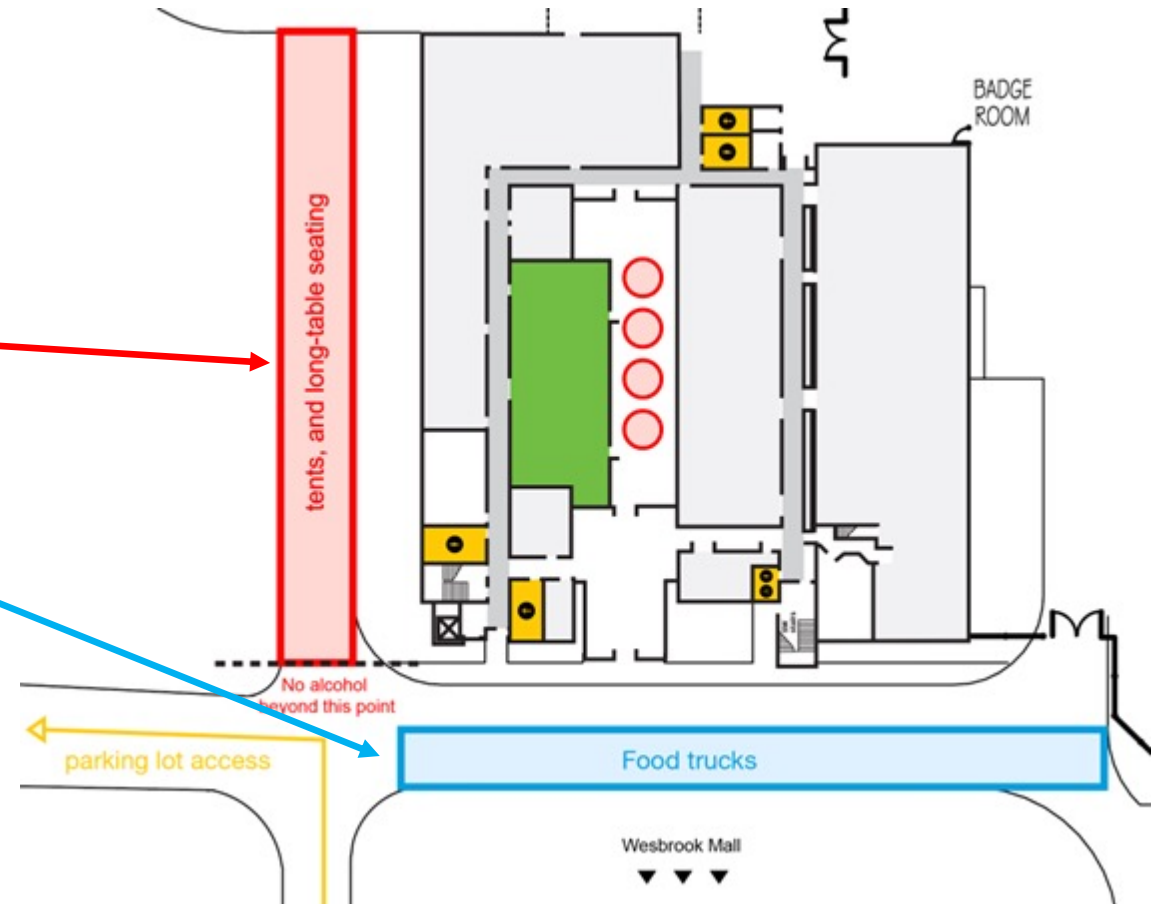 BADGE
ROOM
tents, and long-table seating
No alcohol
beyond this point
parking lot access
Food trucks
Wesbrook Mall